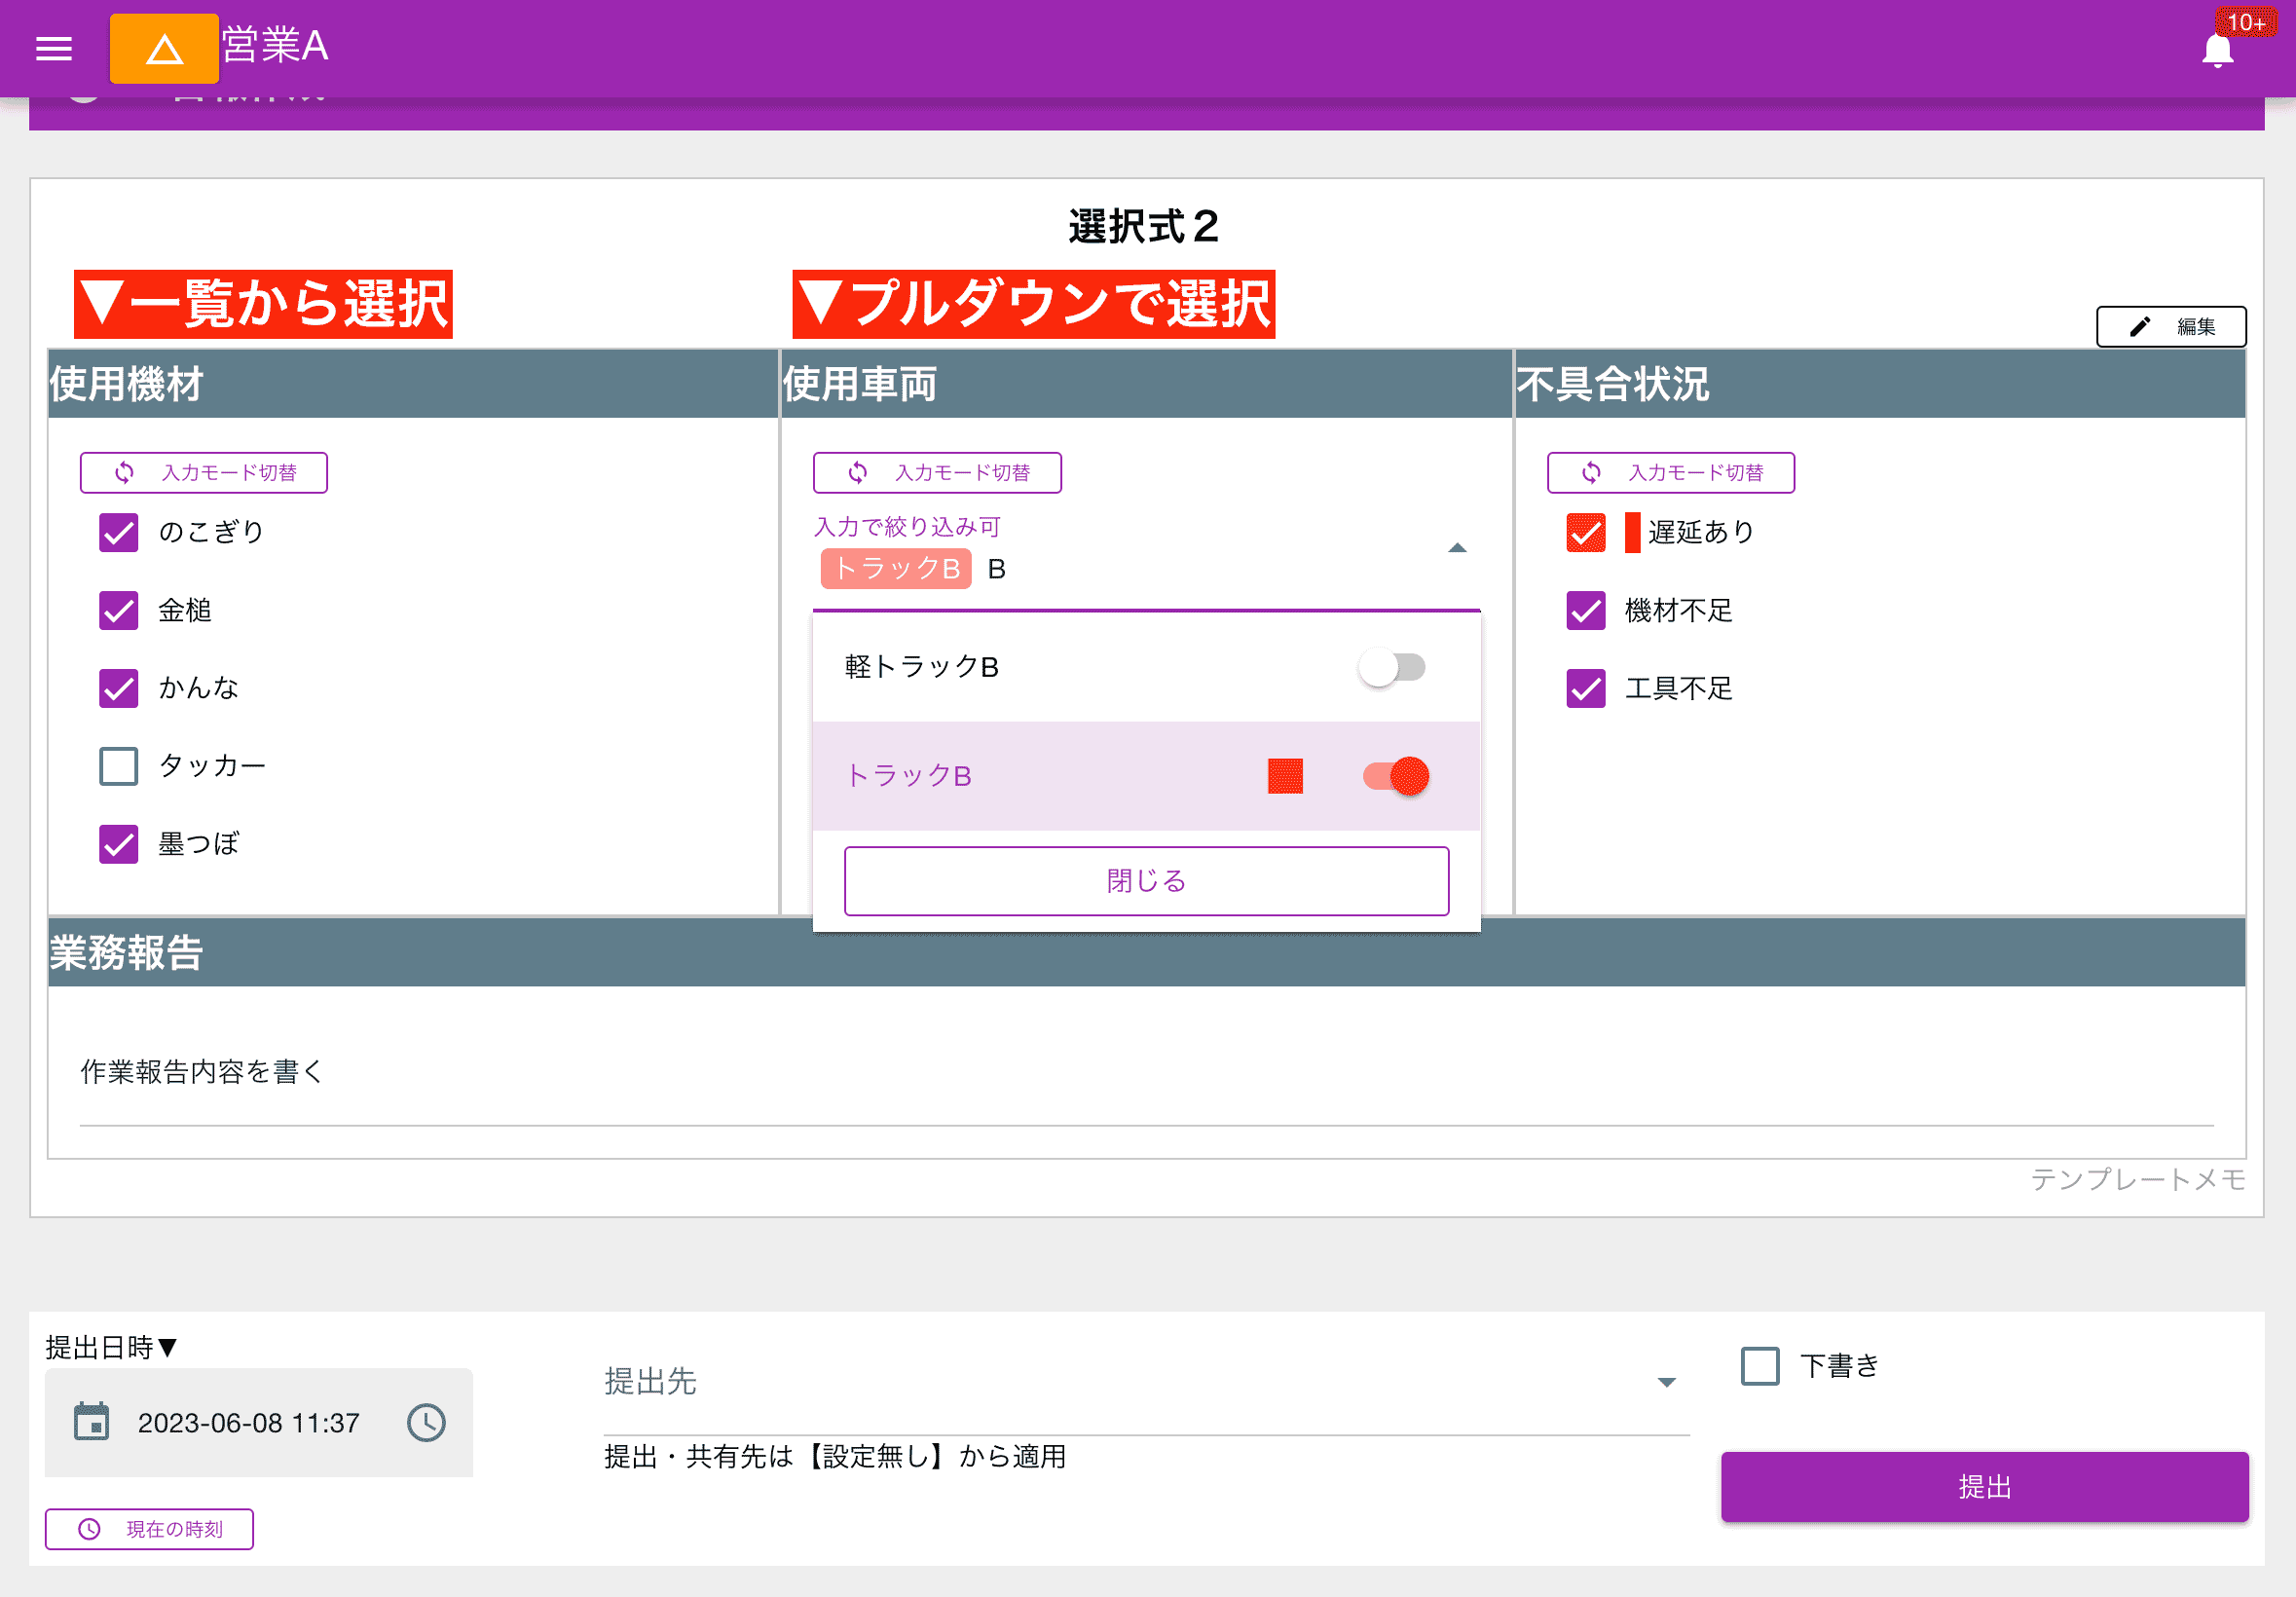 営業A
10+
選択式２
▼一覧から選択
▼プルダウンで選択
編集
使用機材
使用車両
不具合状況
入力モード切替
のこぎり
金槌
かんな
タッカー
墨つぼ
入力モード切替
入力で絞り込み可
トラックB B
軽トラックB
トラックB
閉じる
入力モード切替
遅延あり
機材不足
工具不足
業務報告
作業報告内容を書く
テンプレートメモ
提出日時▼
2023-06-08 11:37
現在の時刻
提出先
提出・共有先は【設定無し】から適用
下書き
提出